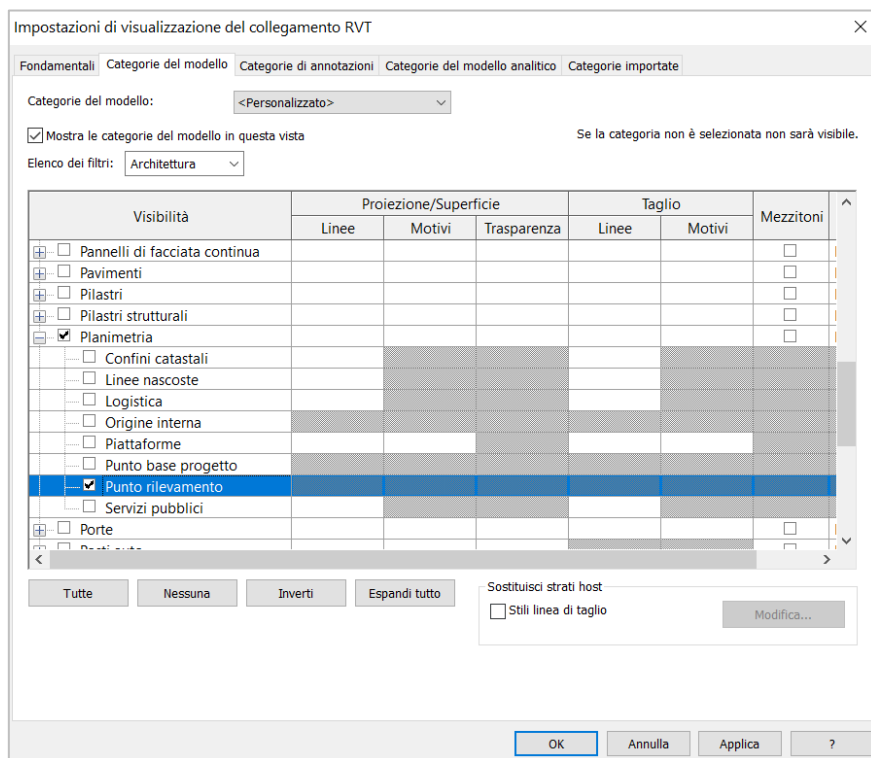 Impostazioni di visualizzazione del collegamento RVT
Fondamentali Categorie del modello Categorie di annotazioni Categorie del modello analitico Categorie importate
Categorie del modello: <Personalizzato>
Mostra le categorie del modello in questa vista Se la categoria non è selezionata non sarà visibile.
Elenco dei filtri: Architettura
Visibilità Proiezione/Superficie Taglio Mezzitoni
Linee Motivi Trasparenza Linee Motivi
Pannelli di facciata continua
Pavimenti
Pilastri
Pilastri strutturali
Planimetria
Confini catastali
Linee nascoste
Logistica
Origine interna
Piattaforme
Punto base progetto
Punto rilevamento
Servizi pubblici
Porte
Sostituisci strati host
Tutte Nessuna Inverti Espandi tutto
Stili linea di taglio Modifica...
OK Annulla Applica ?